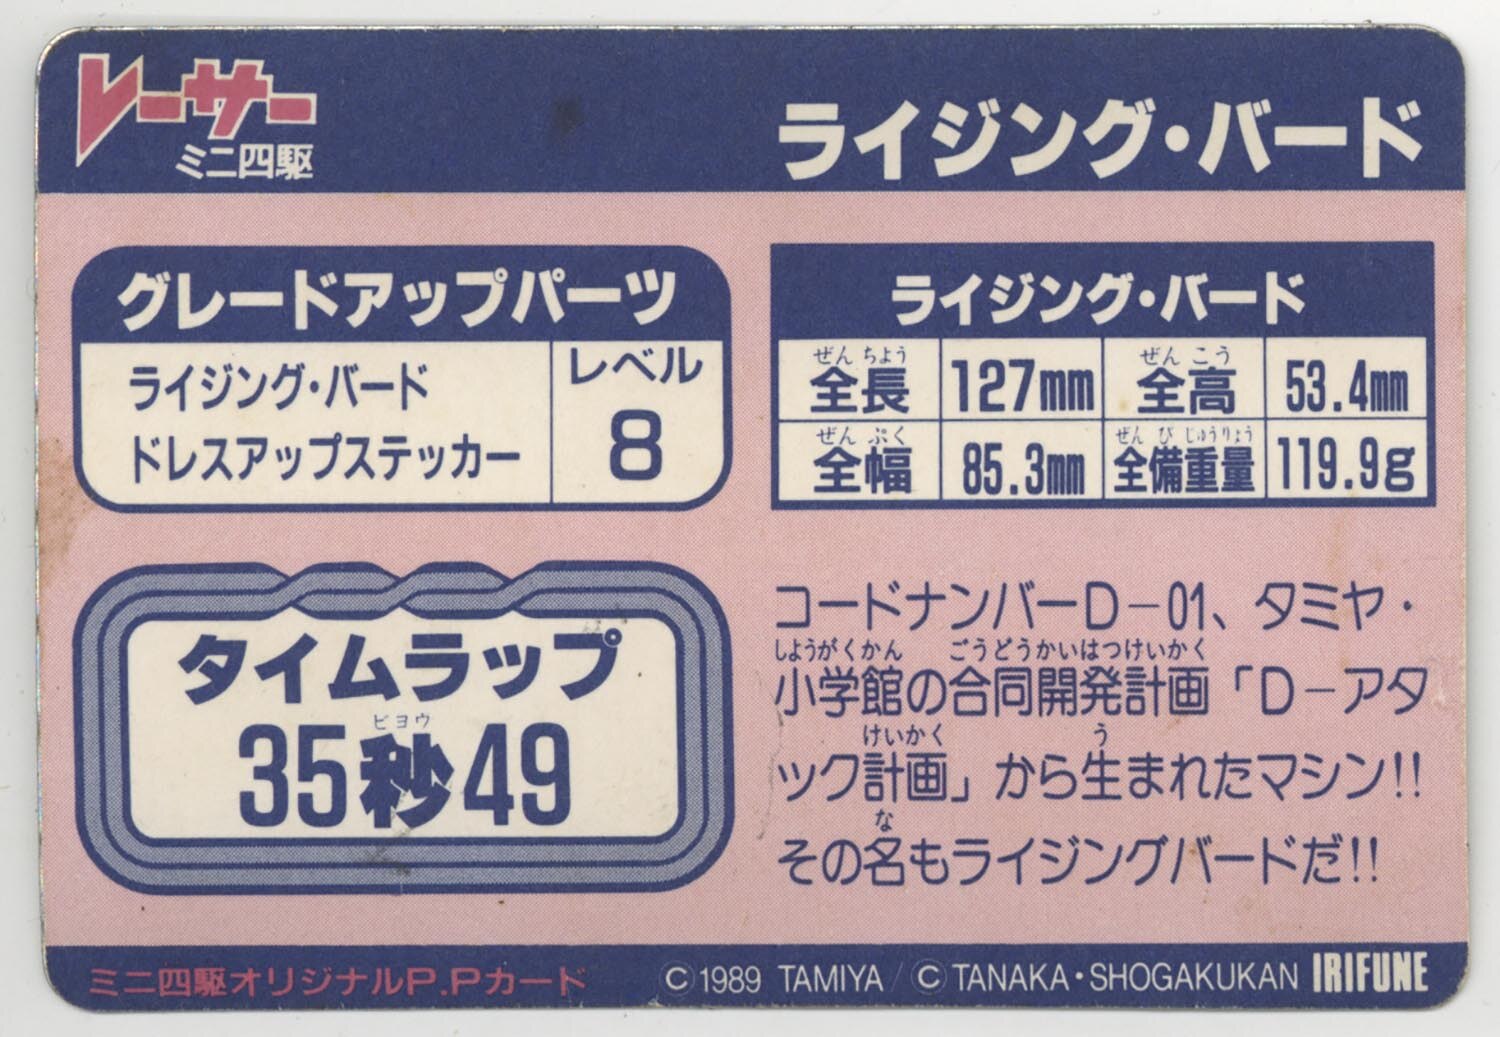 レーサー
ミニ四駆
ライジング・バード
グレードアップパーツ
ライジング・バード
ドレスアップステッカー
レベル
8
ライジング・バード
ぜんちょう ぜんこう
全長 127mm 全高 53.4mm
ぜんぷく ぜんびじゅうりょう
全幅 85.3mm 全備重量 119.9g
タイムラップ
ビヨウ
35秒49
コードナンバーD-01、タミヤ・
しょうがくかん ごうどうかいはつけいかく
小学館の合同開発計画「D-アタ
けいかく う
ック計画」から生まれたマシン!!
な
その名もライジングバードだ!!
ミニ四駆オリジナルP.Pカード
©1989 TAMIYA / ©TANAKA・SHOGAKUKAN IRIFUNE